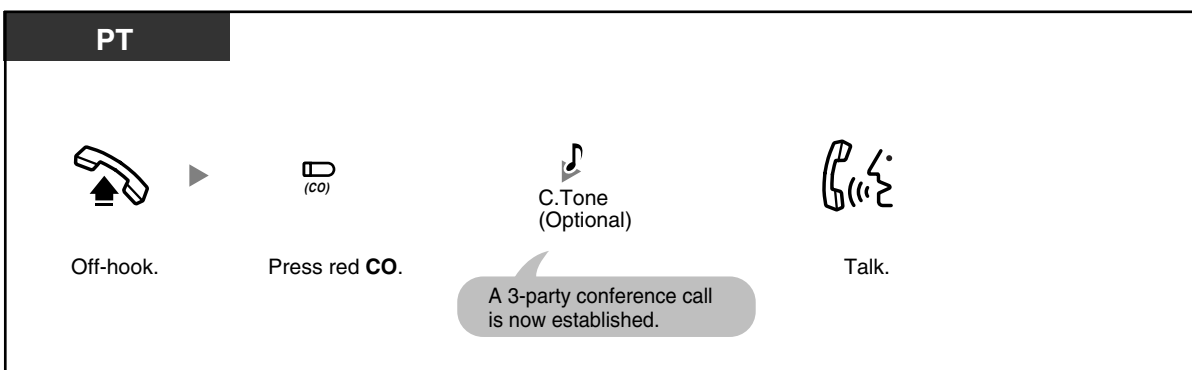 PT
(CO)
C.Tone
(Optional)
Off-hook.
Press red CO.
Talk.
A 3-party conference call
is now established.